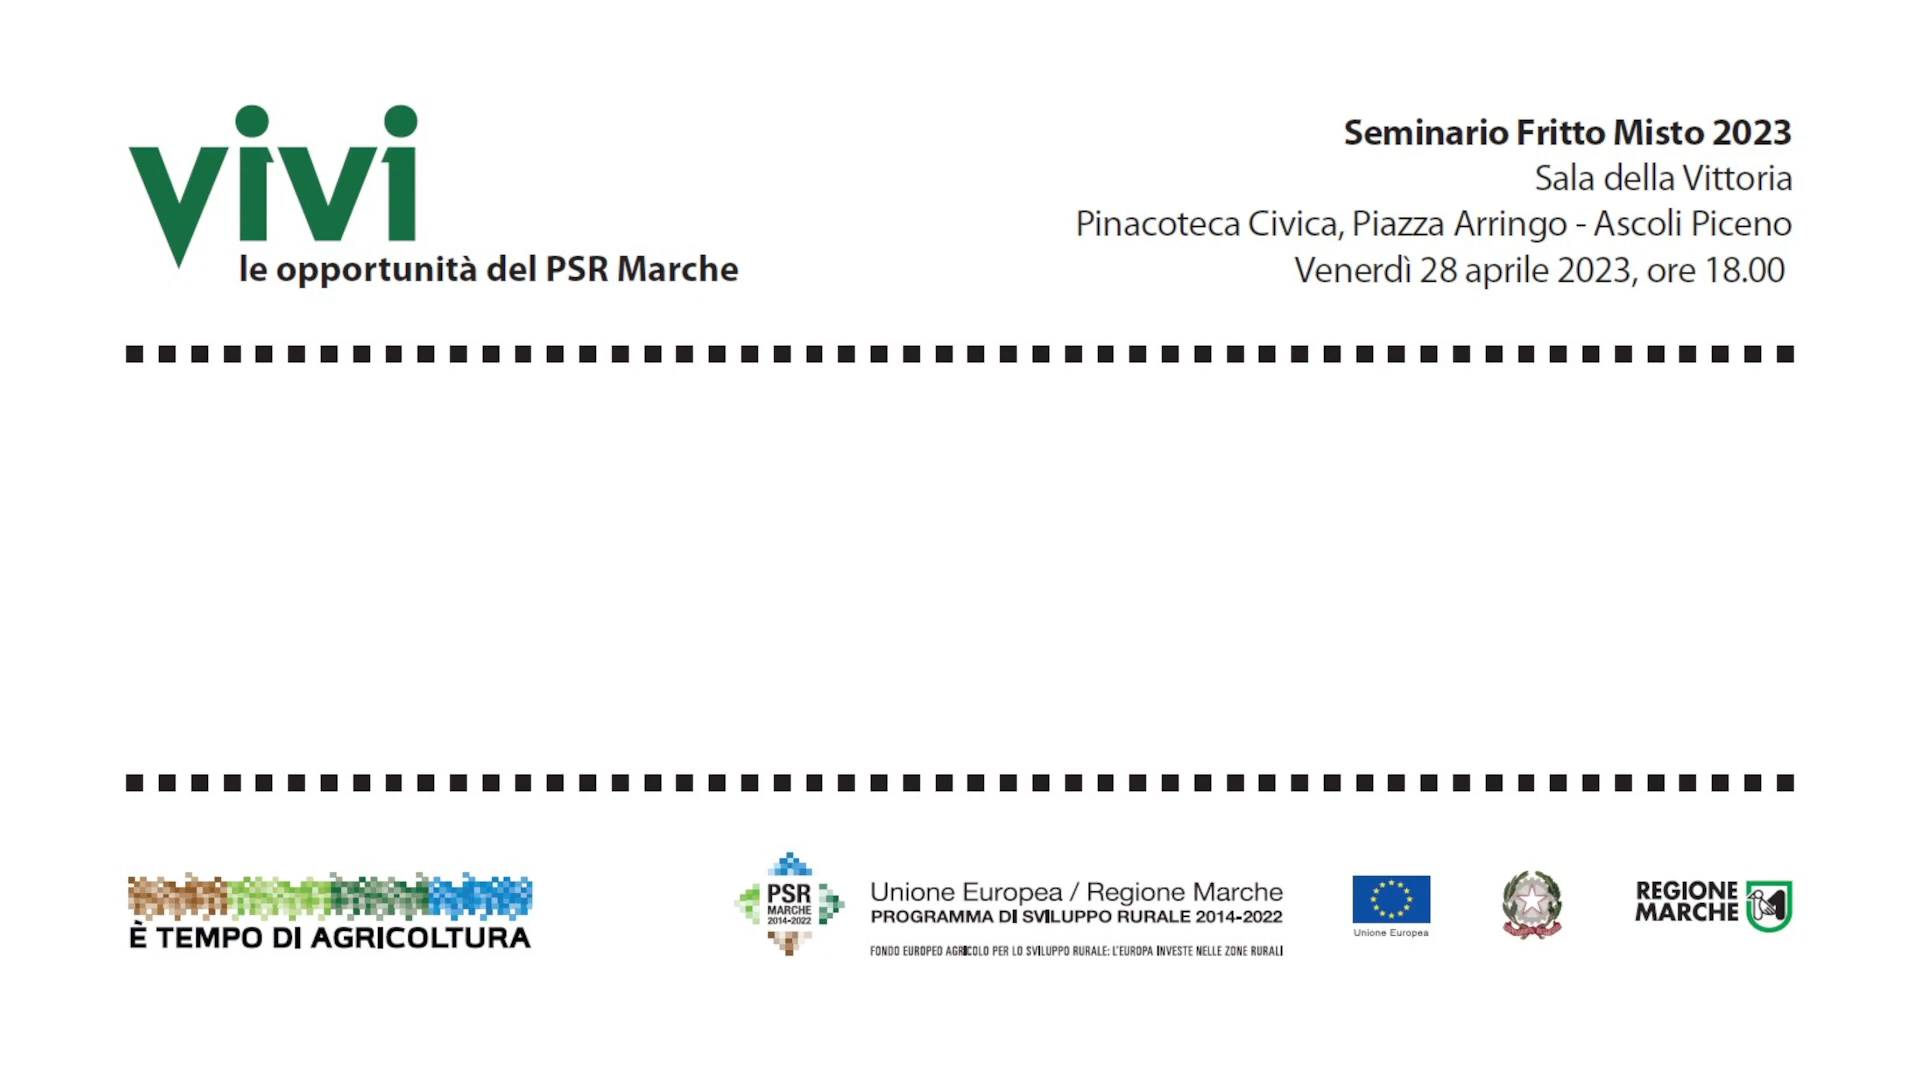 vivi
le opportunità del PSR Marche
Seminario Fritto Misto 2023
Sala della Vittoria
Pinacoteca Civica, Piazza Arringo - Ascoli Piceno
Venerdì 28 aprile 2023, ore 18.00
È TEMPO DI AGRICOLTURA
PSR
MARCHE
2014-2022
Unione Europea / Regione Marche
PROGRAMMA DI SVILUPPO RURALE 2014-2022
FONDO EUROPEO AGRICOLO PER LO SVILUPPO RURALE: L'EUROPA INVESTE NELLE ZONE RURALI
Unione Europea
REGIONE
MARCHE